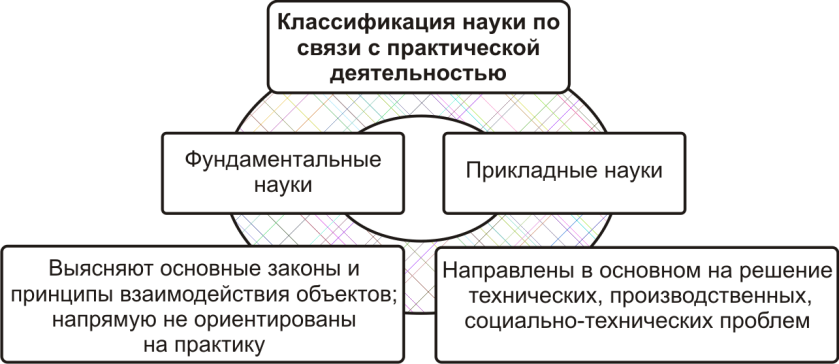 Классификация науки по
связи с практической
деятельностью
Фундаментальные
науки
Прикладные науки
Выясняют основные законы и
принципы взаимодействия объектов;
напрямую не ориентированы
на практику
Направлены в основном на решение
технических, производственных,
социально-технических проблем